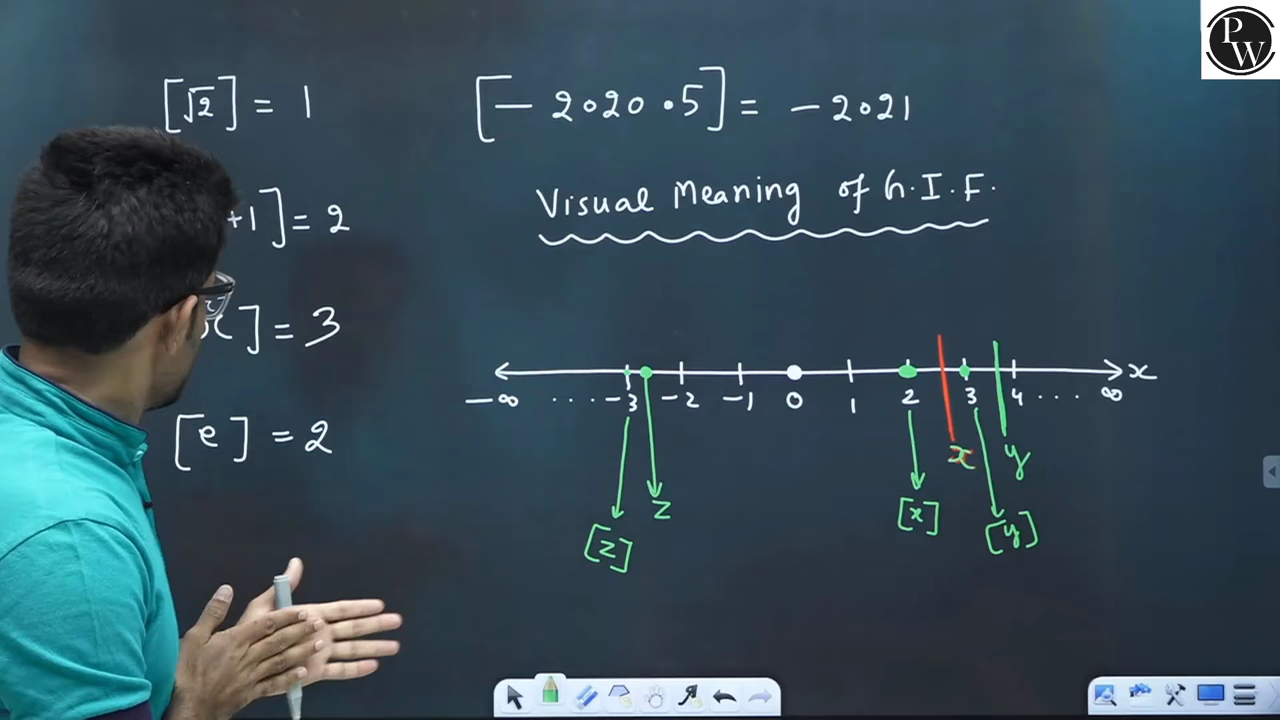 PW
[√2] = 1
[-2020.5] = -2021
Visual Meaning of G.I.F.
+1] = 2
] = 3
[e] = 2
x
-∞ ....-3 -2 -1 0 1 2 3 4 .... ∞
x y
[z] z [x] [y]